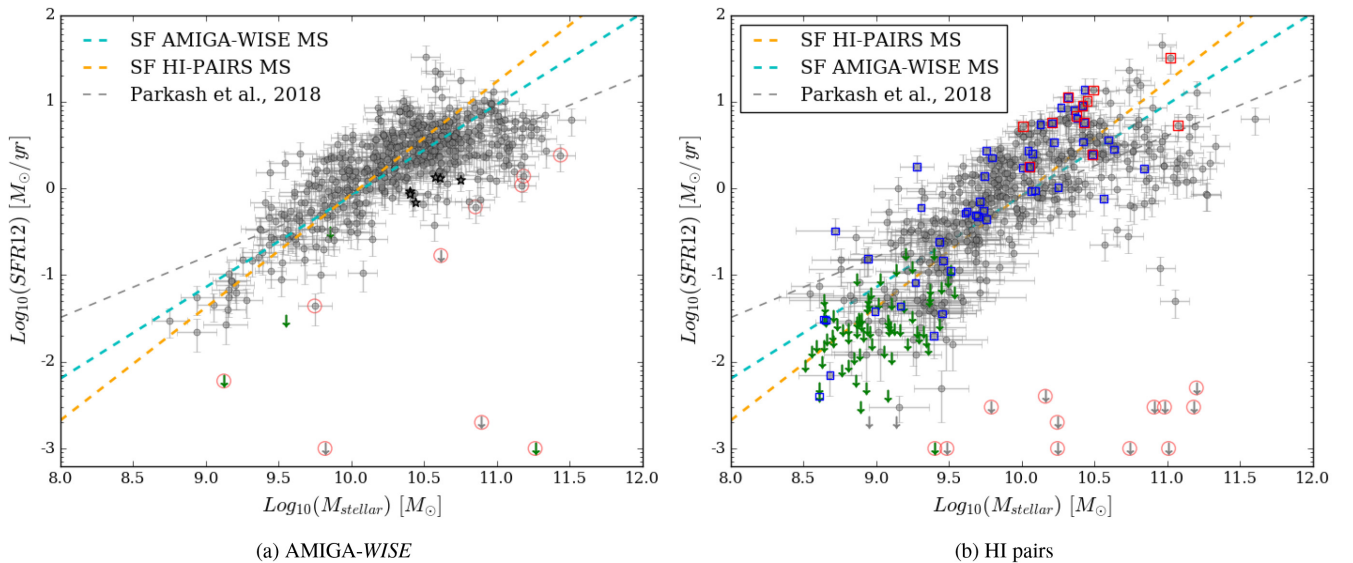 SF AMIGA-WISE MS
SF HI-PAIRS MS
Parkash et al., 2018
2
1
0
-1
-2
-3
Log10(SFR12) [M⊙/yr]
8.0 8.5 9.0 9.5 10.0 10.5 11.0 11.5 12.0
Log10(Mstellar) [M⊙]
(a) AMIGA-WISE
SF HI-PAIRS MS
SF AMIGA-WISE MS
Parkash et al., 2018
2
1
0
-1
-2
-3
Log10(SFR12) [M⊙/yr]
8.0 8.5 9.0 9.5 10.0 10.5 11.0 11.5 12.0
Log10(Mstellar) [M⊙]
(b) HI pairs